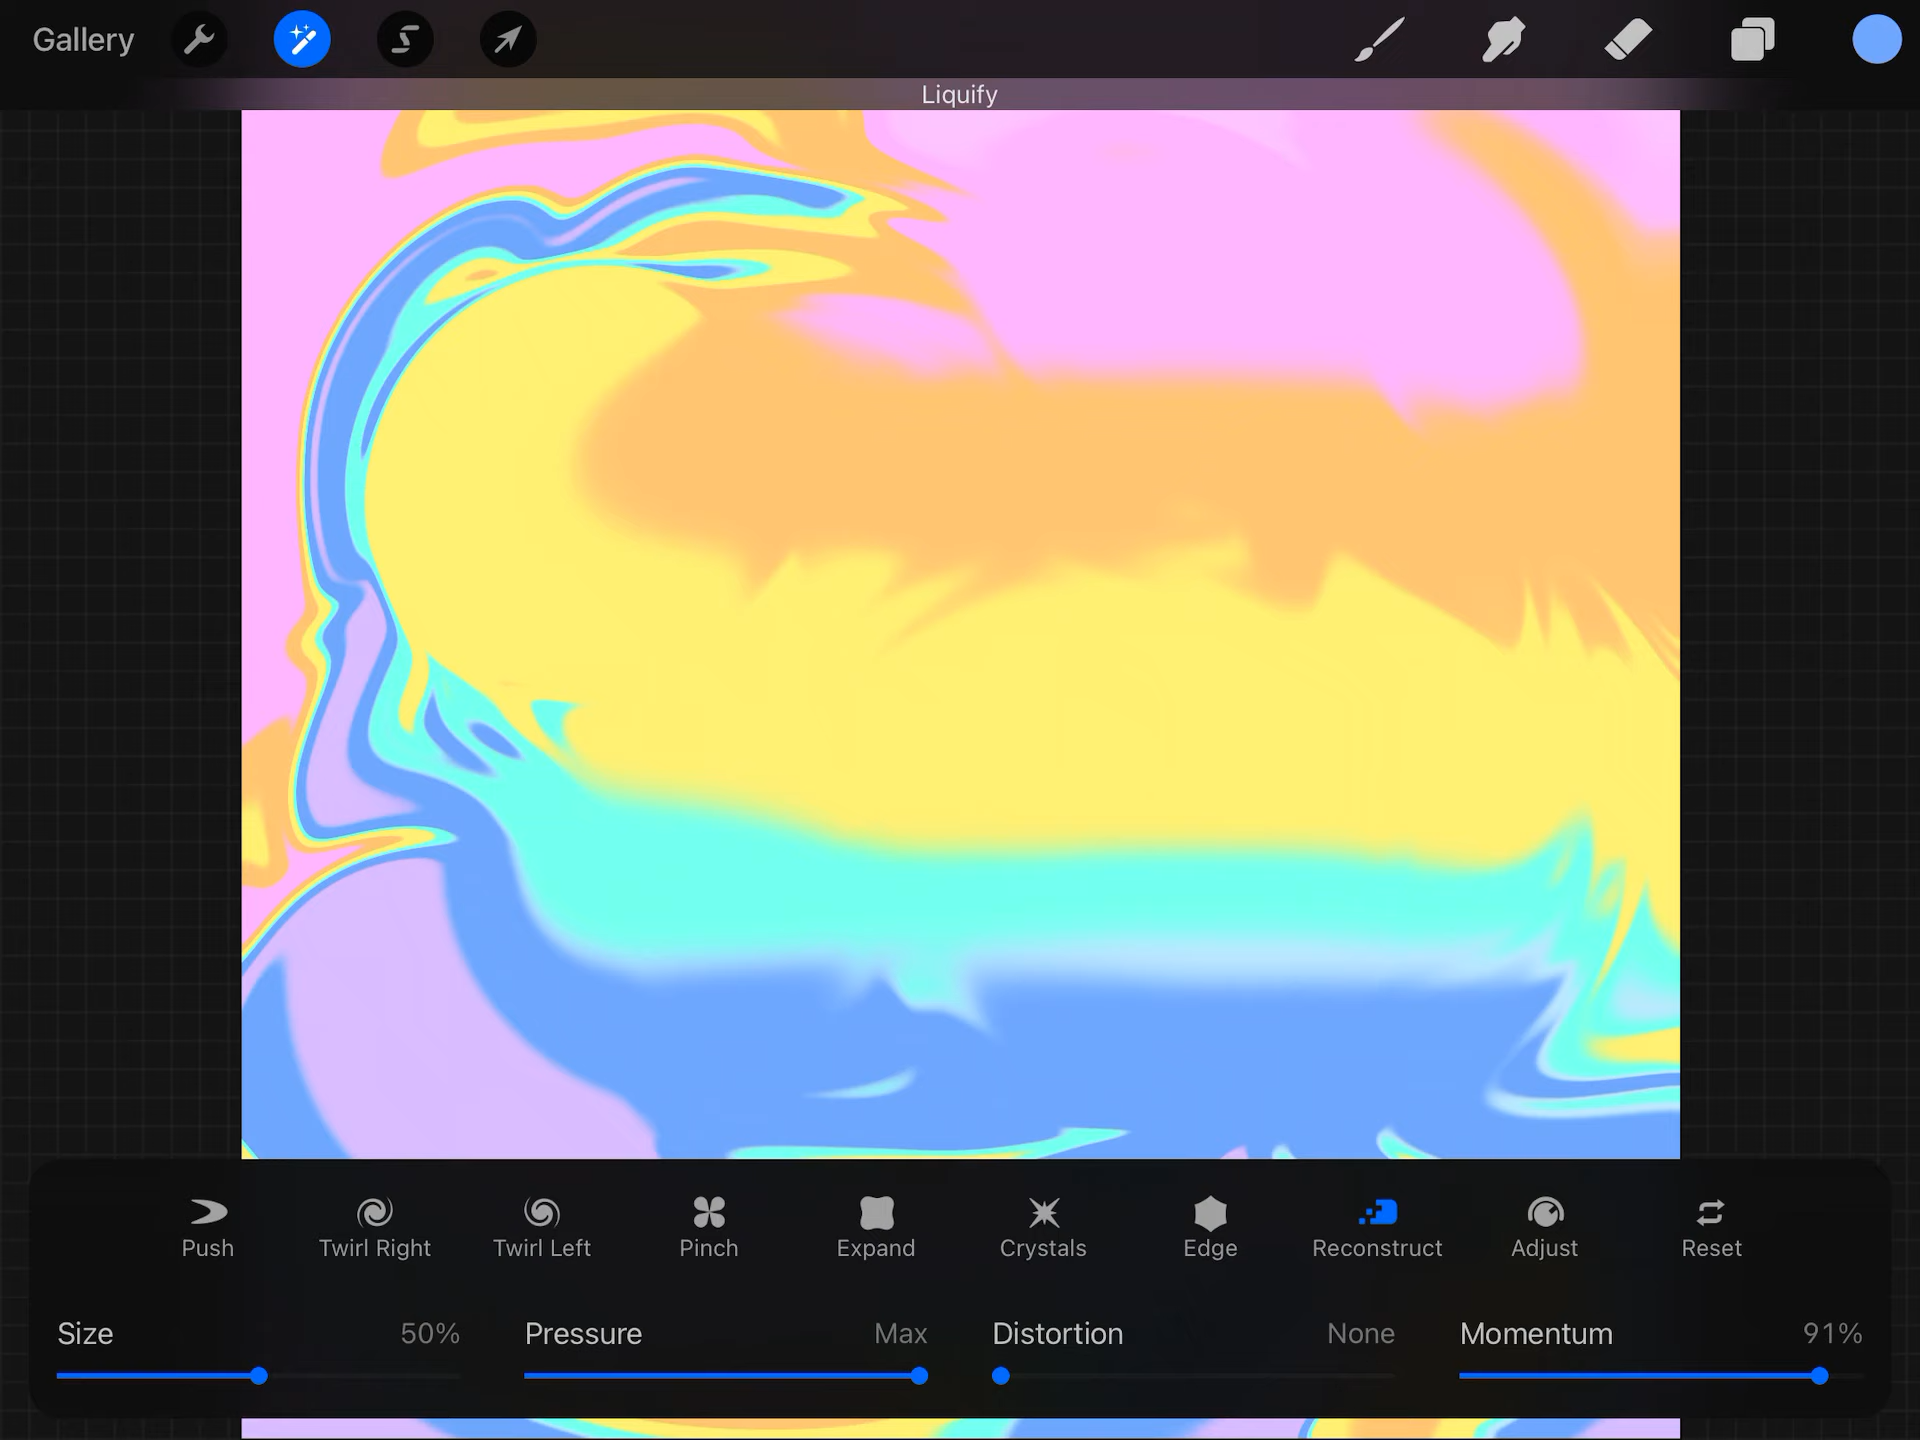 Gallery
Liquify
Push Twirl Right Twirl Left Pinch Expand Crystals Edge Reconstruct Adjust Reset
Size 50% Pressure Max Distortion None Momentum 91%